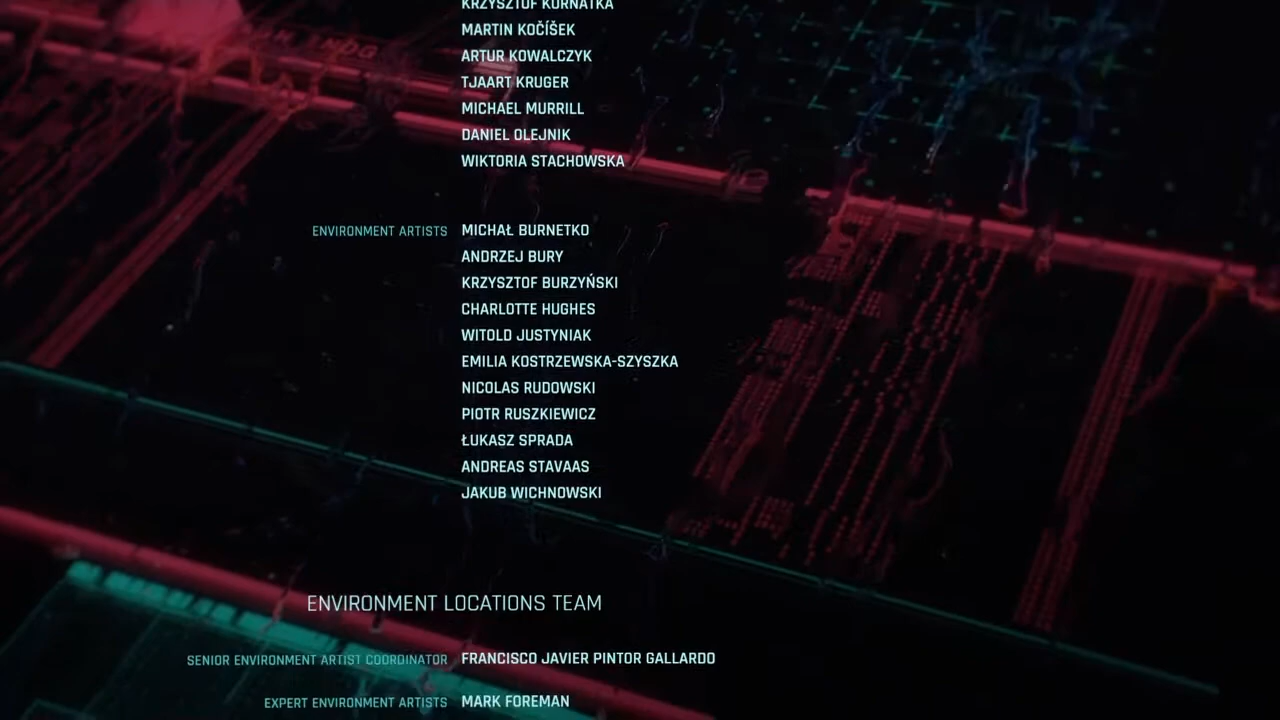 KRZYSZTOF KORNATKA
MARTIN KOČÍŠEK
ARTUR KOWALCZYK
TJAART KRUGER
MICHAEL MURRILL
DANIEL OLEJNIK
WIKTORIA STACHOWSKA
ENVIRONMENT ARTISTS MICHAŁ BURNETKO
ANDRZEJ BURY
KRZYSZTOF BURZYŃSKI
CHARLOTTE HUGHES
WITOLD JUSTYNIAK
EMILIA KOSTRZEWSKA-SZYSZKA
NICOLAS RUDOWSKI
PIOTR RUSZKIEWICZ
ŁUKASZ SPRADA
ANDREAS STAVAAS
JAKUB WICHNOWSKI
ENVIRONMENT LOCATIONS TEAM
SENIOR ENVIRONMENT ARTIST COORDINATOR FRANCISCO JAVIER PINTOR GALLARDO
EXPERT ENVIRONMENT ARTISTS MARK FOREMAN